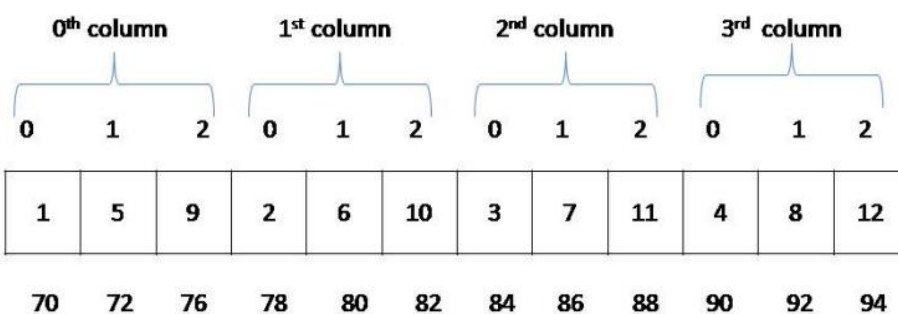 0th column 1st column 2nd column 3rd column
0 1 2 0 1 2 0 1 2 0 1 2
1 5 9 2 6 10 3 7 11 4 8 12
70 72 76 78 80 82 84 86 88 90 92 94